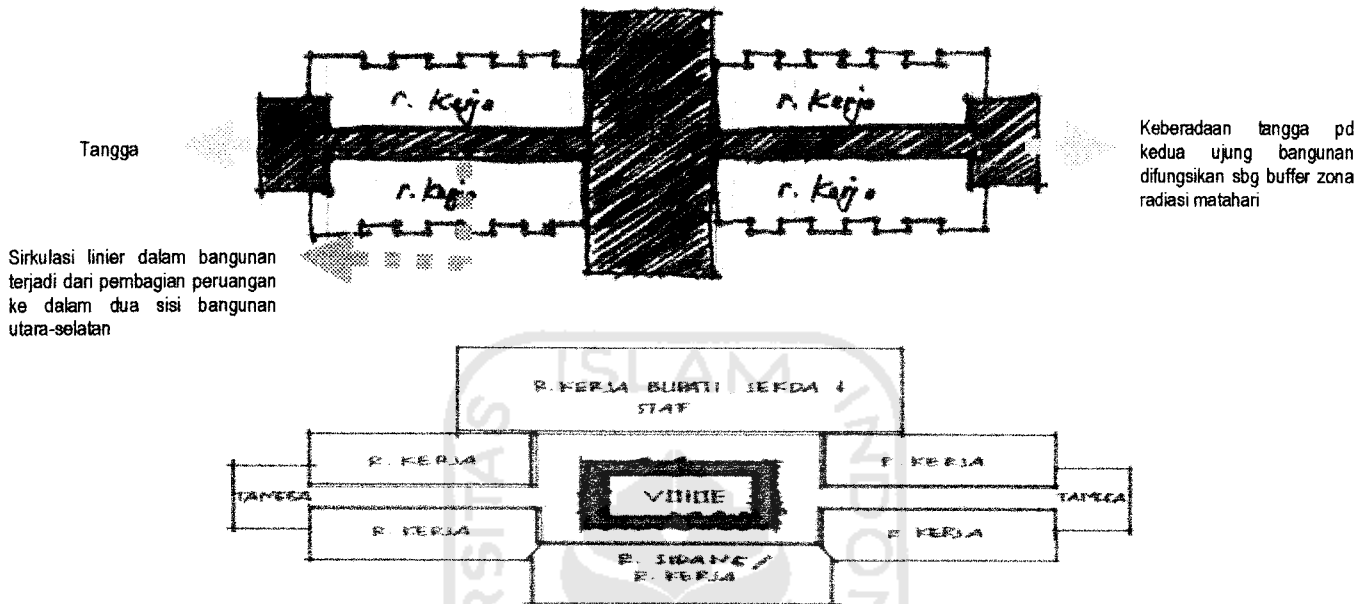 r. Kerja
r. Kerja
Tangga
Keberadaan tangga pd
kedua ujung bangunan
difungsikan sbg buffer zona
radiasi matahari
r. Kerja
r. Kerja
Sirkulasi linier dalam bangunan
terjadi dari pembagian peruangan
ke dalam dua sisi bangunan
utara-selatan
ISLAM
R. KERJA BUPATI SEKDA &
STAF
R. KERJA
R. KERJA
TANGGA
TANGGA
R. KERJA
R. KERJA
R. SIDANG /
R. KERJA